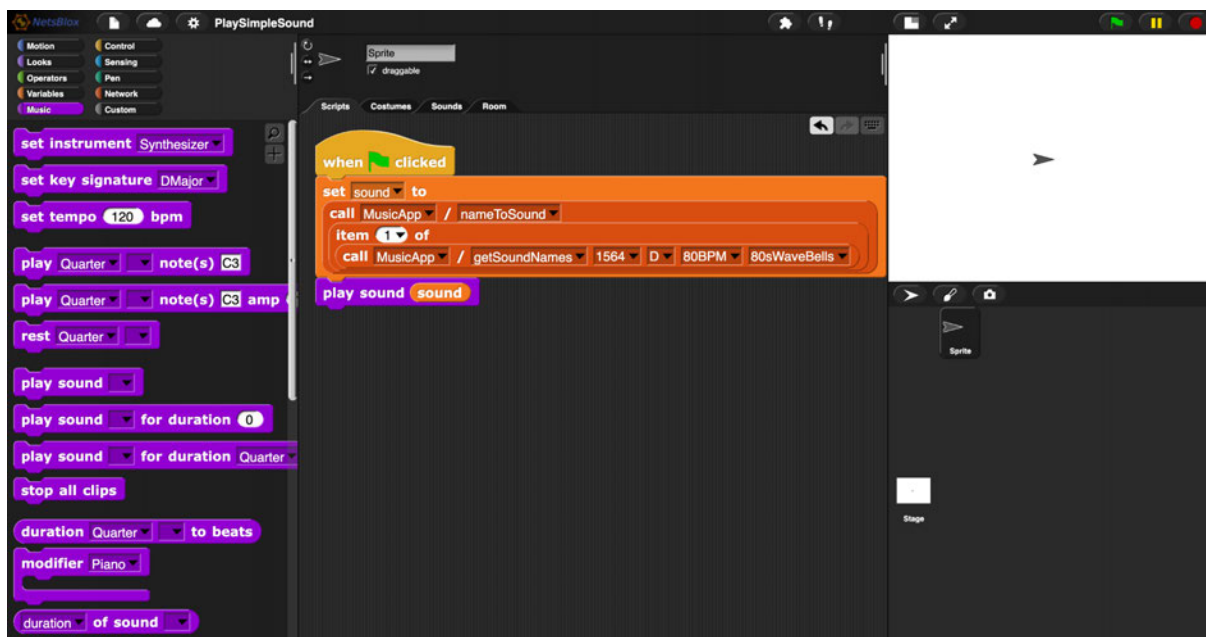 NetsBlox PlaySimpleSound
Motion Control
Looks Sensing
Operators Pen
Variables Network
Music Custom
set instrument Synthesizer
set key signature DMajor
set tempo 120 bpm
play Quarter note(s) C3
play Quarter note(s) C3 amp
rest Quarter
play sound
play sound for duration 0
play sound for duration Quarter
stop all clips
duration Quarter to beats
modifier Piano
duration of sound
Sprite
draggable
Scripts Costumes Sounds Room
when clicked
set sound to
call MusicApp / nameToSound
item 1 of
call MusicApp / getSoundNames 1564 D 80BPM 80sWaveBells
play sound sound
Sprite
Stage